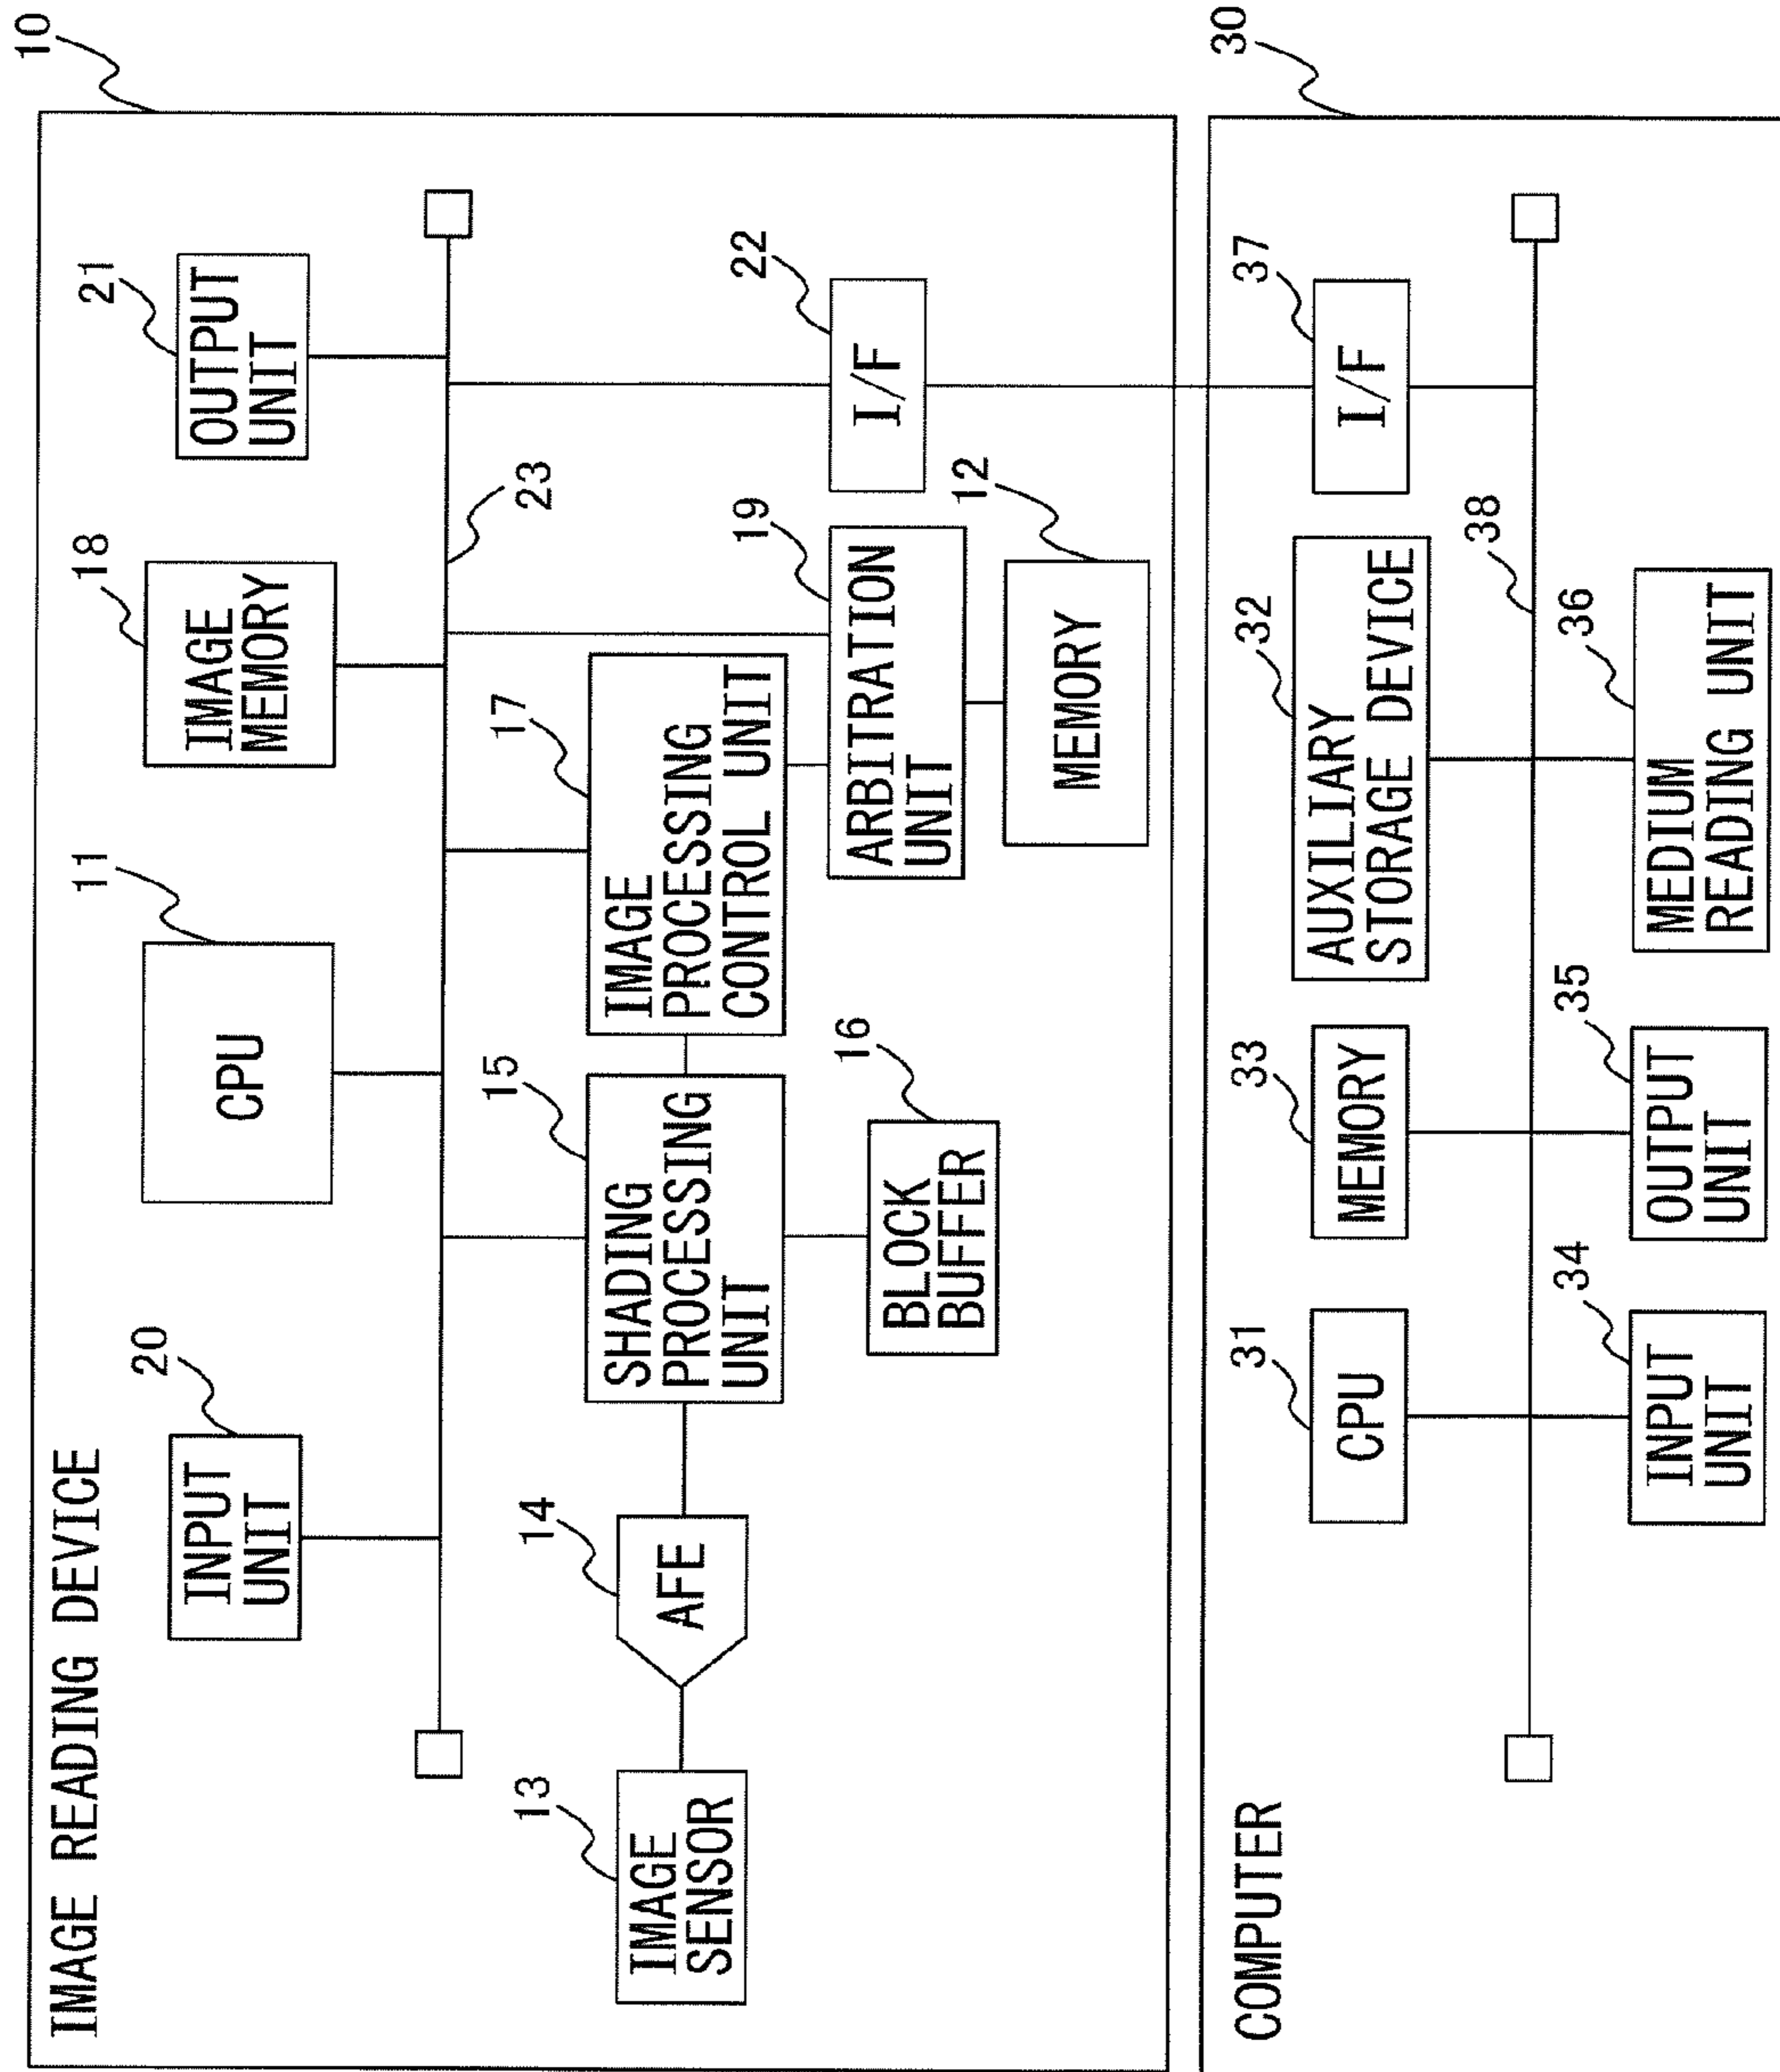 10
IMAGE READING DEVICE
20
INPUT
UNIT
11
CPU
18
IMAGE
MEMORY
21
OUTPUT
UNIT
23
13
IMAGE
SENSOR
14
AFE
15
SHADING
PROCESSING
UNIT
17
IMAGE
PROCESSING
CONTROL UNIT
16
BLOCK
BUFFER
19
ARBITRATION
UNIT
22
I/F
12
MEMORY
30
COMPUTER
31
CPU
33
MEMORY
32
AUXILIARY
STORAGE DEVICE
37
I/F
38
34
INPUT
UNIT
35
OUTPUT
UNIT
36
MEDIUM
READING UNIT